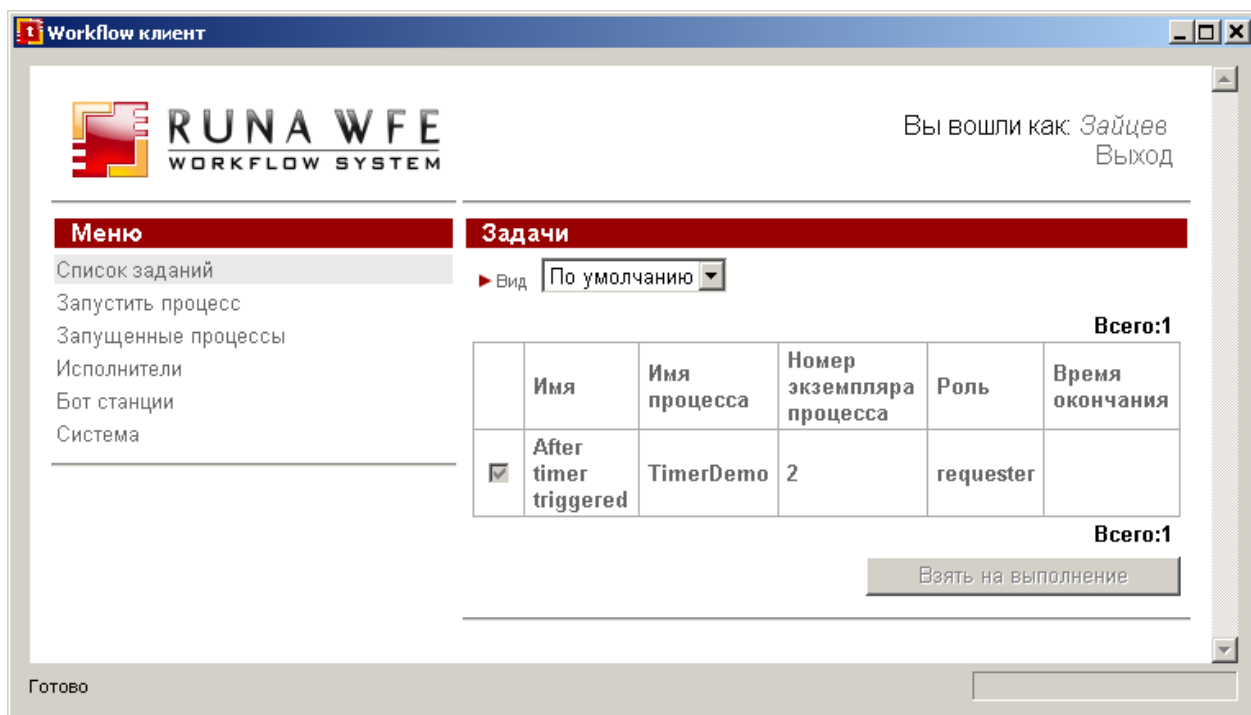 Workflow клиент
RUNA WFE
WORKFLOW SYSTEM
Вы вошли как: Зайцев
Выход
Меню
Список заданий
Запустить процесс
Запущенные процессы
Исполнители
Бот станции
Система
Задачи
Вид По умолчанию
Всего:1
Имя
Имя
процесса
Номер
экземпляра
процесса
Роль
Время
окончания
After
timer
triggered
TimerDemo
2
requester
Всего:1
Взять на выполнение
Готово